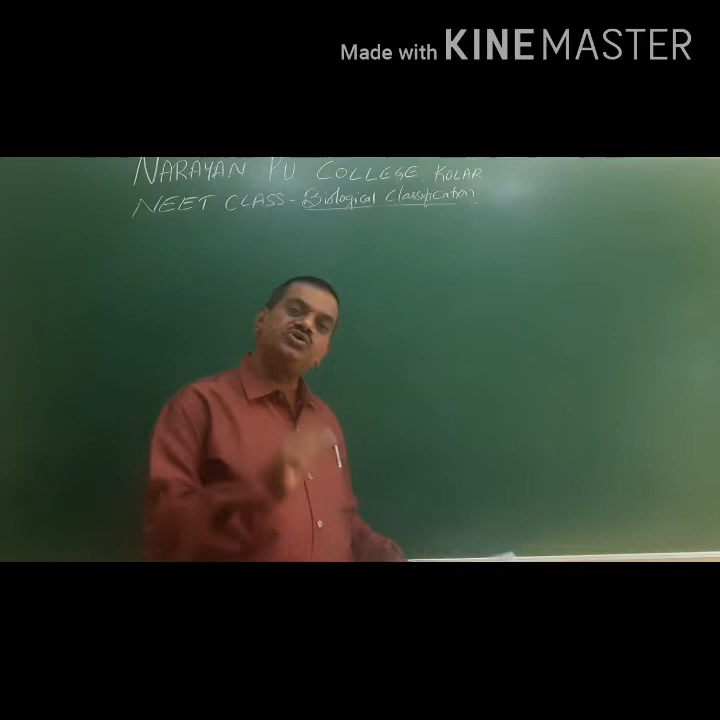 Made with KINEMASTER
NARAYAN PU COLLEGE, KOLAR
NEET CLASS - Biological Classification.